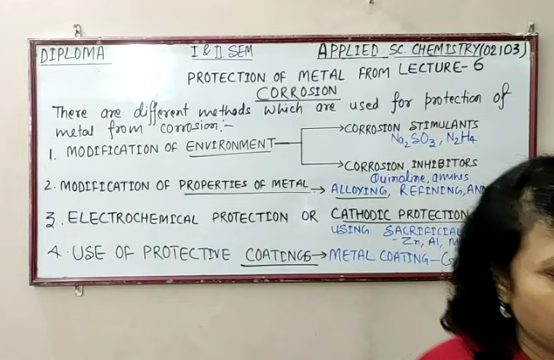 DIPLOMA I & II SEM APPLIED SC. CHEMISTRY(02103)
PROTECTION OF METAL FROM LECTURE-6
CORROSION
There are different methods which are used for protection of
metal from corrosion:-
1. MODIFICATION OF ENVIRONMENT
CORROSION STIMULANTS
Na2SO3, N2H4
CORROSION INHIBITORS
Quinoline, amines
2. MODIFICATION OF PROPERTIES OF METAL → ALLOYING, REFINING, ANN
3. ELECTROCHEMICAL PROTECTION OR CATHODIC PROTECTION
USING SACRIFICIAL
- Zn, Al, M
4. USE OF PROTECTIVE COATINGS → METAL COATING -